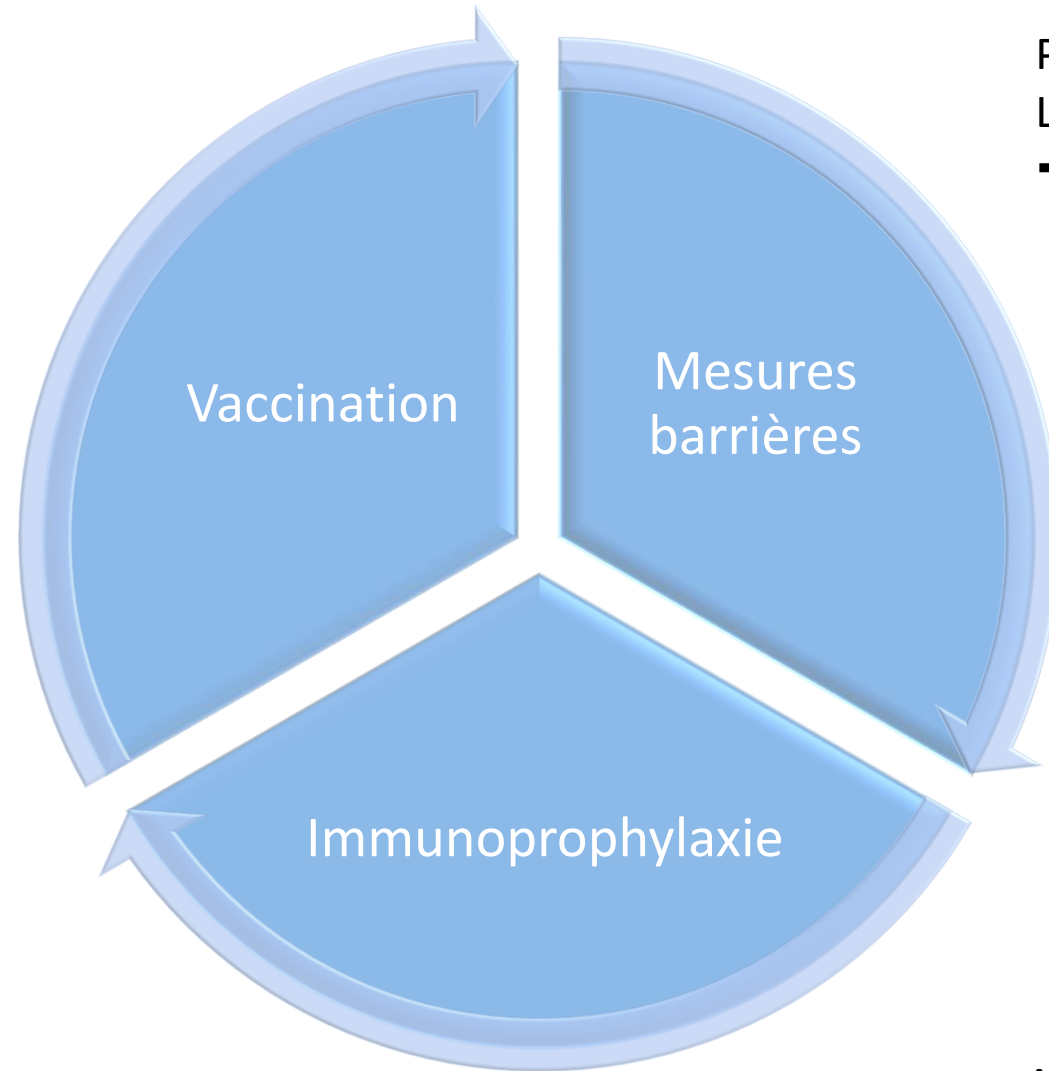 P
L
Vaccination
Mesures
barrières
Immunoprophylaxie